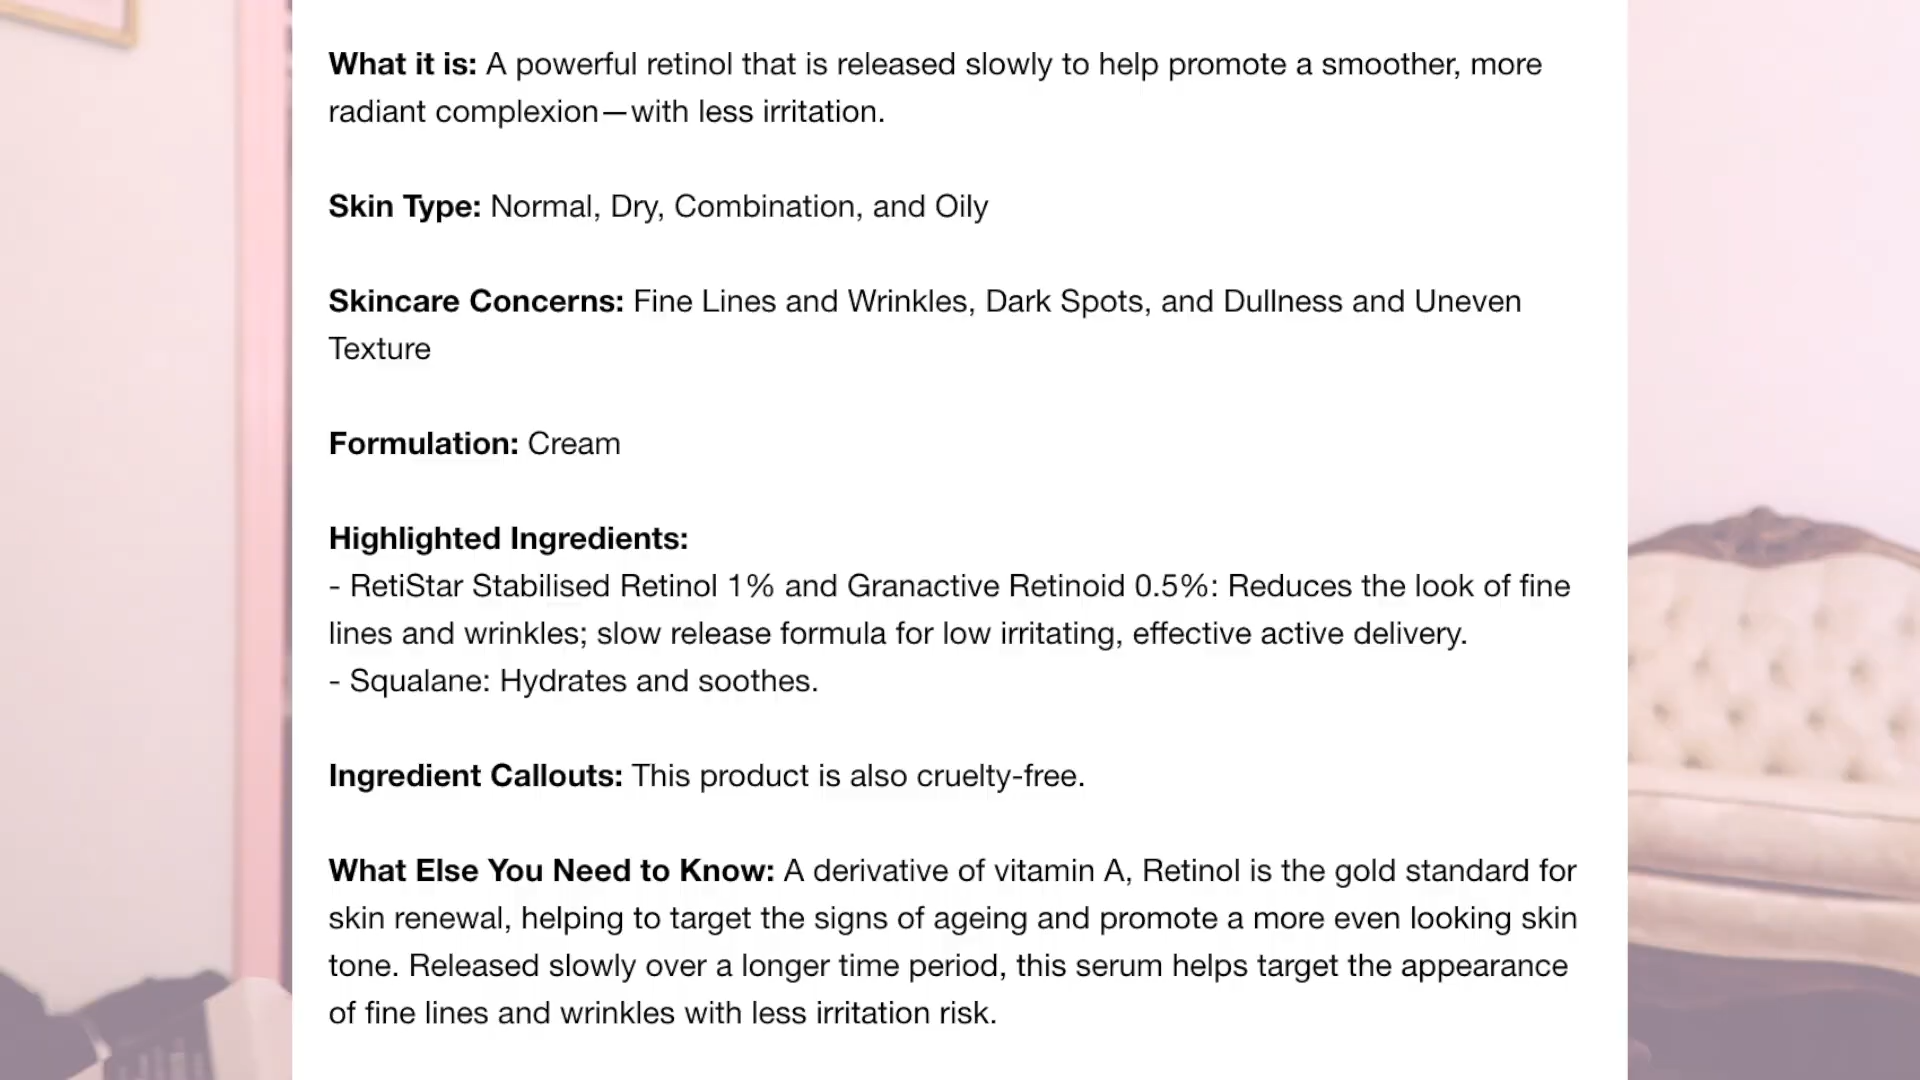 What it is: A powerful retinol that is released slowly to help promote a smoother, more
radiant complexion—with less irritation.
Skin Type: Normal, Dry, Combination, and Oily
Skincare Concerns: Fine Lines and Wrinkles, Dark Spots, and Dullness and Uneven
Texture
Formulation: Cream
Highlighted Ingredients:
- RetiStar Stabilised Retinol 1% and Granactive Retinoid 0.5%: Reduces the look of fine
lines and wrinkles; slow release formula for low irritating, effective active delivery.
- Squalane: Hydrates and soothes.
Ingredient Callouts: This product is also cruelty-free.
What Else You Need to Know: A derivative of vitamin A, Retinol is the gold standard for
skin renewal, helping to target the signs of ageing and promote a more even looking skin
tone. Released slowly over a longer time period, this serum helps target the appearance
of fine lines and wrinkles with less irritation risk.